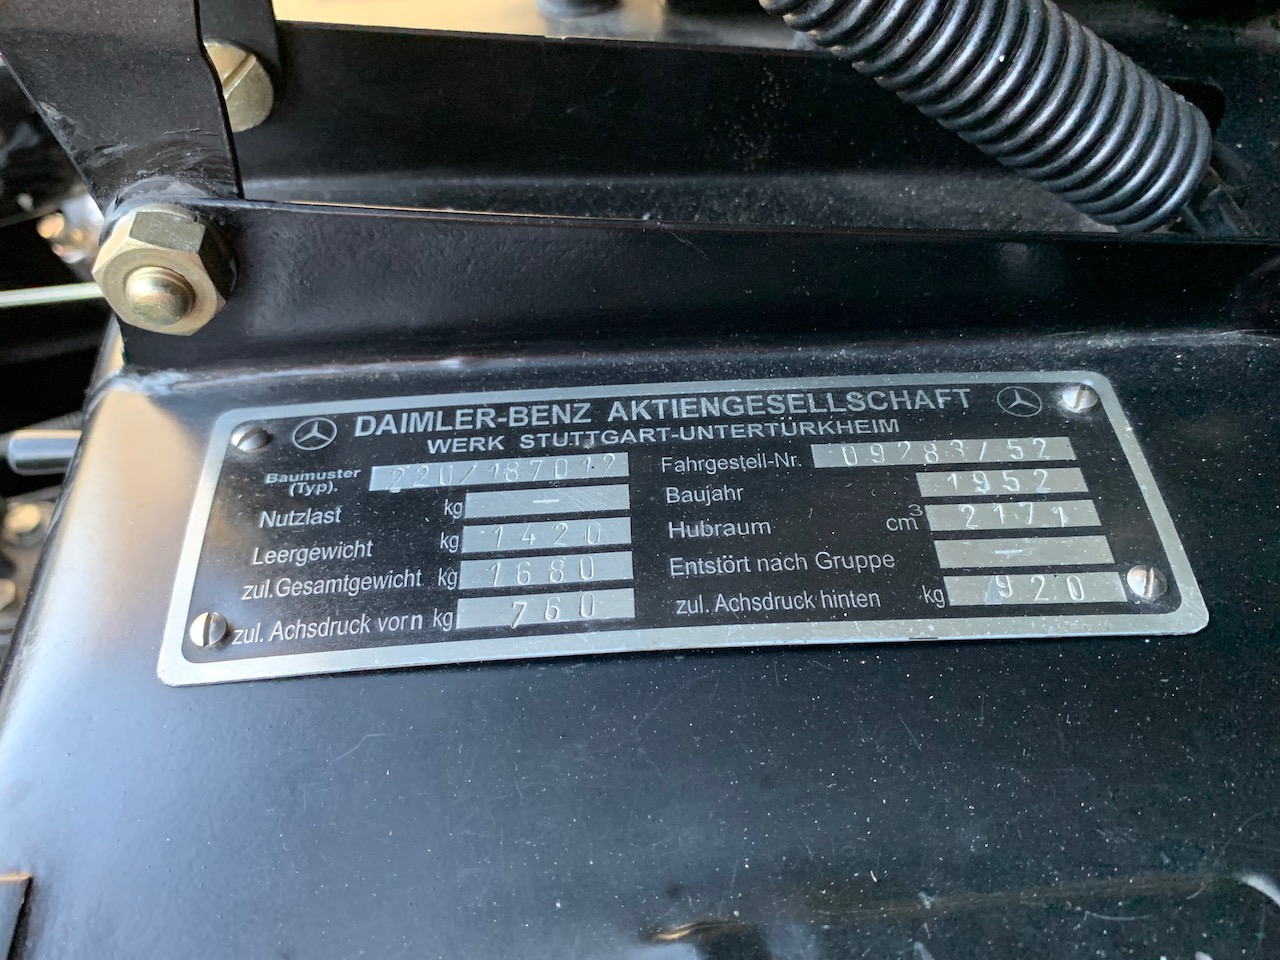 DAIMLER-BENZ AKTIENGESELLSCHAFT
WERK STUTTGART-UNTERTÜRKHEIM
Baumuster (Typ). 220/187012
Nutzlast kg –
Leergewicht kg 1420
zul. Gesamtgewicht kg 1680
zul. Achsdruck vorn kg 760
Fahrgestell-Nr. 09283/52
Baujahr 1952
Hubraum cm³ 2171
Entstört nach Gruppe –
zul. Achsdruck hinten kg 920